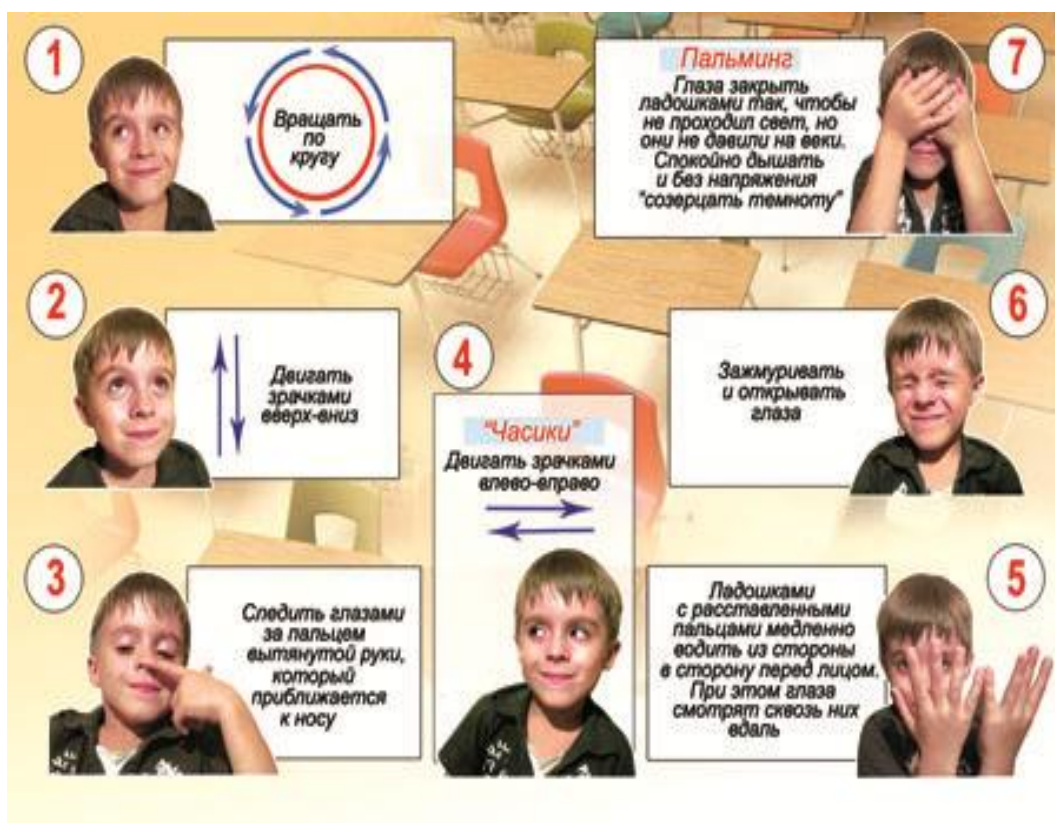 1
Вращать
по
кругу
2
Двигать
зрачками
вверх-вниз
3
Следить глазами
за пальцем
вытянутой руки,
который
приближается
к носу
4
"Часики"
Двигать зрачками
влево-вправо
5
Ладошками
с расставленными
пальцами медленно
водить из стороны
в сторону перед лицом.
При этом глаза
смотрят сквозь них
вдаль
6
Зажмуривать
и открывать
глаза
7
Пальминг
Глаза закрыть
ладошками так, чтобы
не проходил свет, но
они не давили на веки.
Спокойно дышать
и без напряжения
"созерцать темноту"